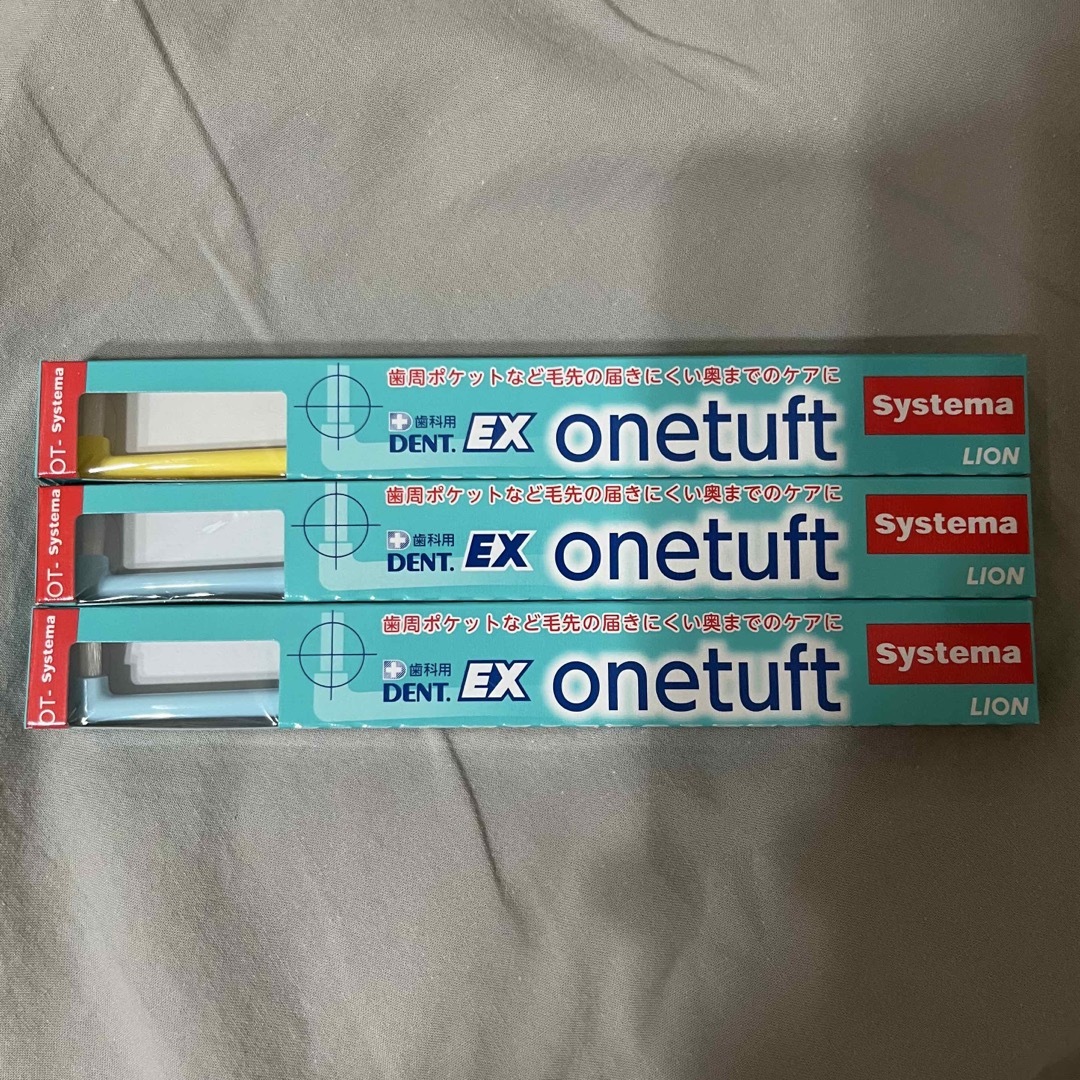 OT- Systema
歯周ポケットなど毛先の届きにくい奥までのケアに
歯科用
DENT. EX onetuft
Systema
LION
OT- Systema
歯周ポケットなど毛先の届きにくい奥までのケアに
歯科用
DENT. EX onetuft
Systema
LION
OT- Systema
歯周ポケットなど毛先の届きにくい奥までのケアに
歯科用
DENT. EX onetuft
Systema
LION